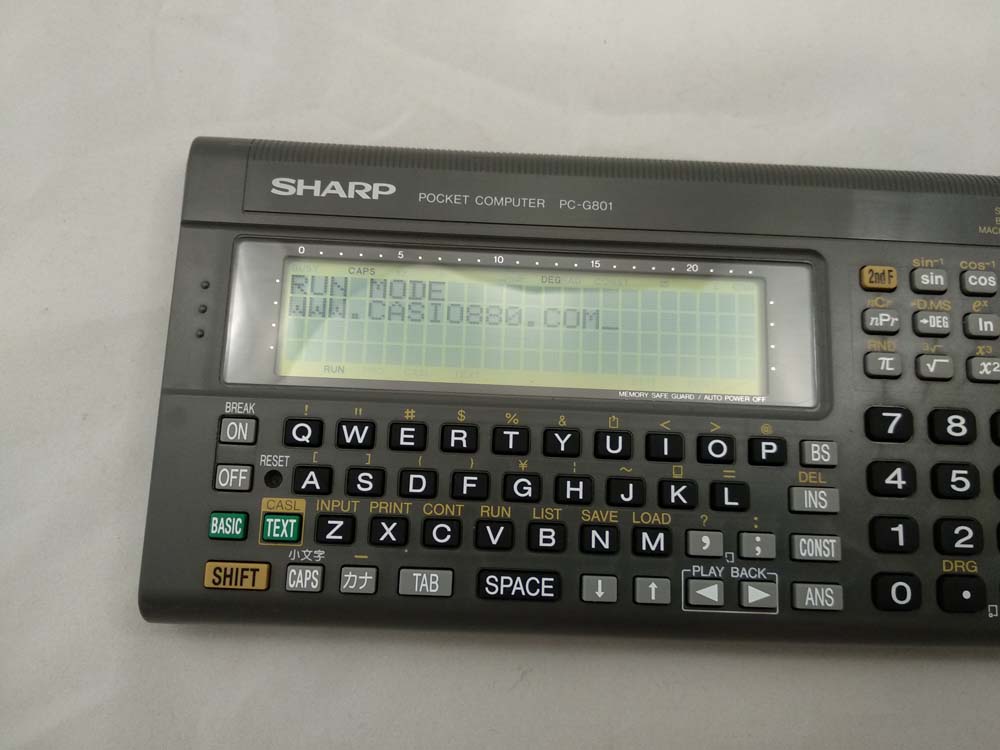 SHARP POCKET COMPUTER PC-G801
MAC
0 5 10 15 20
CAPS DEG
RUN MODE
WWW.CASIO880.COM_
RUN
MEMORY SAFE GUARD / AUTO POWER OFF
sin⁻¹ cos⁻¹
2ndF sin cos
nCr →D.MS eˣ
nPr →DEG ln
RND ³√ x³
π √ x²
BREAK ! " # $ % & < > @
ON Q W E R T Y U I O P BS
7 8
RESET [ ] ( ) ¥ ¦ ~ □ = DEL
OFF A S D F G H J K L INS
4 5
CASL INPUT PRINT CONT RUN LIST SAVE LOAD ? :
BASIC TEXT Z X C V B N M , ; CONST
1 2
小文字 PLAY BACK DRG
SHIFT CAPS カナ TAB SPACE ↓ ↑ ◀ ▶ ANS
0 •